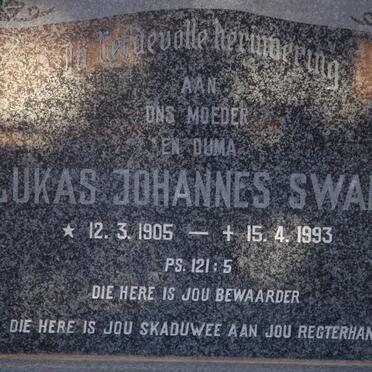 In liefdevolle herinnering
AAN
ONS MOEDER
EN OUMA
LUKAS JOHANNES SWAN
★ 12. 3. 1905 — ✝ 15. 4. 1993
PS. 121 : 5
DIE HERE IS JOU BEWAARDER
DIE HERE IS JOU SKADUWEE AAN JOU REGTERHAN